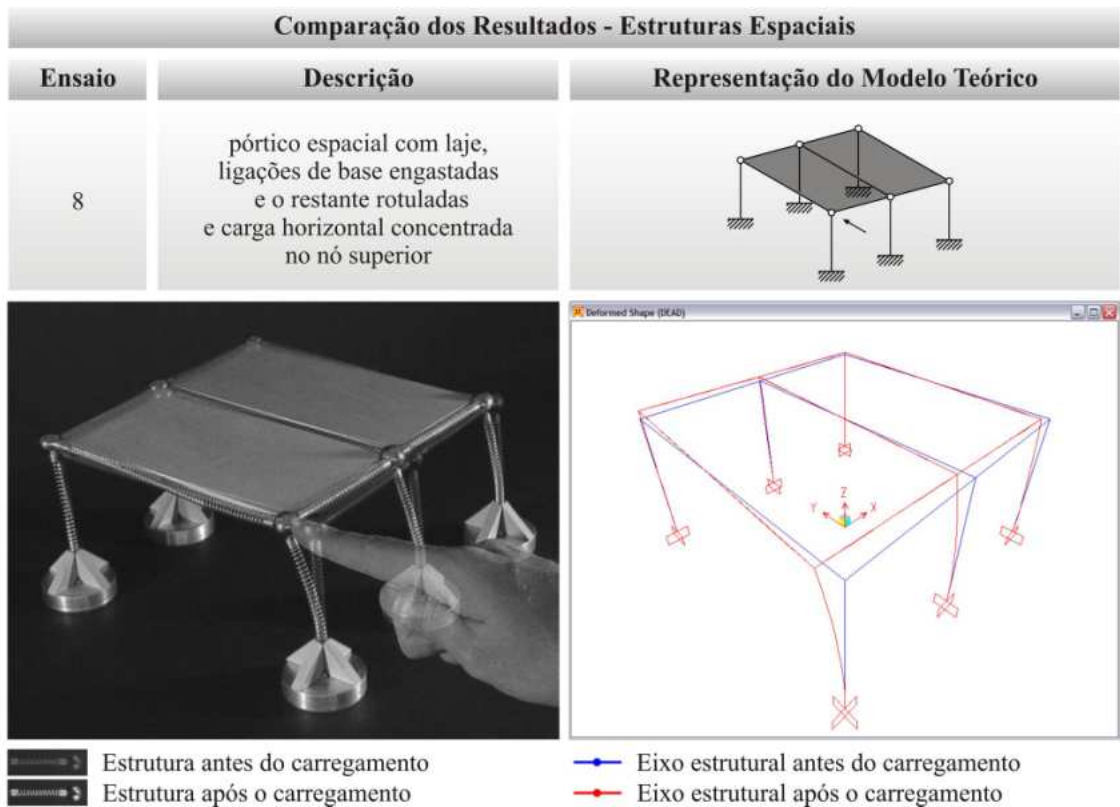 Comparação dos Resultados - Estruturas Espaciais
Ensaio
Descrição
Representação do Modelo Teórico
8
pórtico espacial com laje,
ligações de base engastadas
e o restante rotuladas
e carga horizontal concentrada
no nó superior
Deformed Shape (DEAD)
Z
Y
X
Estrutura antes do carregamento
Estrutura após o carregamento
Eixo estrutural antes do carregamento
Eixo estrutural após o carregamento